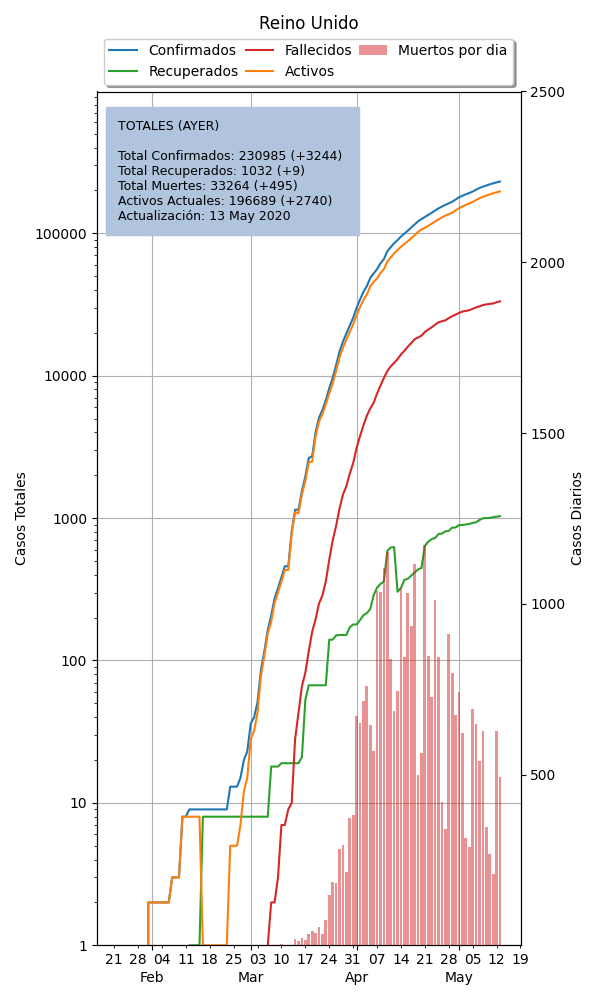 Reino Unido
Confirmados Fallecidos Muertos por dia
Recuperados Activos
TOTALES (AYER)
Total Confirmados: 230985 (+3244)
Total Recuperados: 1032 (+9)
Total Muertes: 33264 (+495)
Activos Actuales: 196689 (+2740)
Actualización: 13 May 2020
Casos Totales
100000
10000
1000
100
10
1
2500
2000
1500
1000
500
Casos Diarios
21 28 04 11 18 25 03 10 17 24 31 07 14 21 28 05 12 19
Feb Mar Apr May